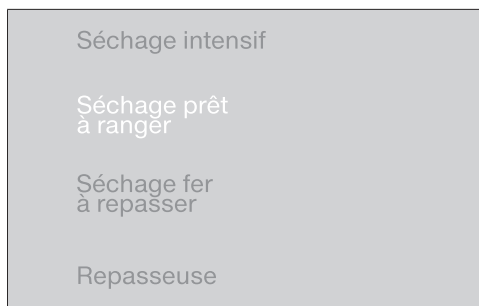 Séchage intensif
Séchage prêt
à ranger
Séchage fer
à repasser
Repasseuse